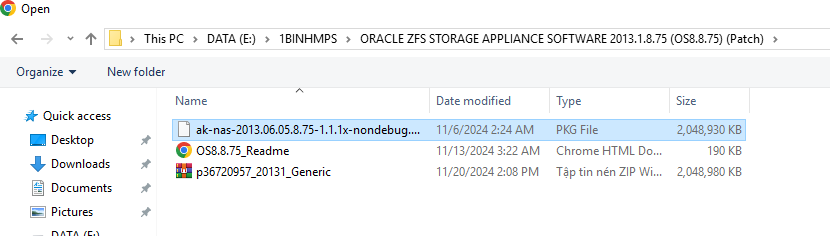 Open
This PC > DATA (E:) > 1BINHMPS > ORACLE ZFS STORAGE APPLIANCE SOFTWARE 2013.1.8.75 (OS8.8.75) (Patch) >
Organize New folder
Quick access
Desktop
Downloads
Documents
Pictures
DATA (E:)
Name Date modified Type Size
ak-nas-2013.06.05.8.75-1.1.1x-nondebug.... 11/6/2024 2:24 AM PKG File 2,048,930 KB
OS8.8.75_Readme 11/13/2024 3:22 AM Chrome HTML Do... 190 KB
p36720957_20131_Generic 11/20/2024 2:08 PM Tập tin nén ZIP Wi... 2,048,980 KB